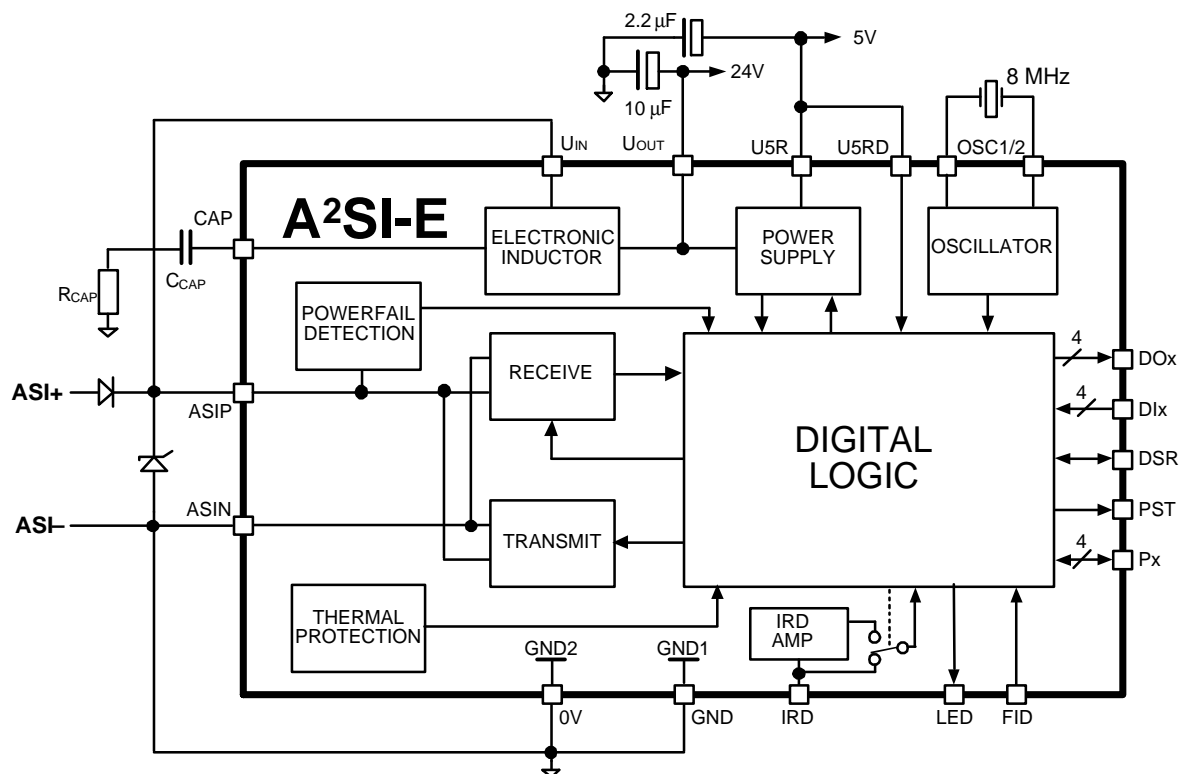 2.2 µF
5V
24V
10 µF
8 MHz
UIN
UOUT
U5R
U5RD
OSC1/2
A²SI-E
CAP
CCAP
RCAP
ELECTRONIC
INDUCTOR
POWER
SUPPLY
OSCILLATOR
POWERFAIL
DETECTION
RECEIVE
ASI+
ASIP
DIGITAL
LOGIC
4
DOx
4
DIx
DSR
PST
4
Px
ASI–
ASIN
TRANSMIT
THERMAL
PROTECTION
IRD
AMP
GND2
GND1
0V
GND
IRD
LED
FID